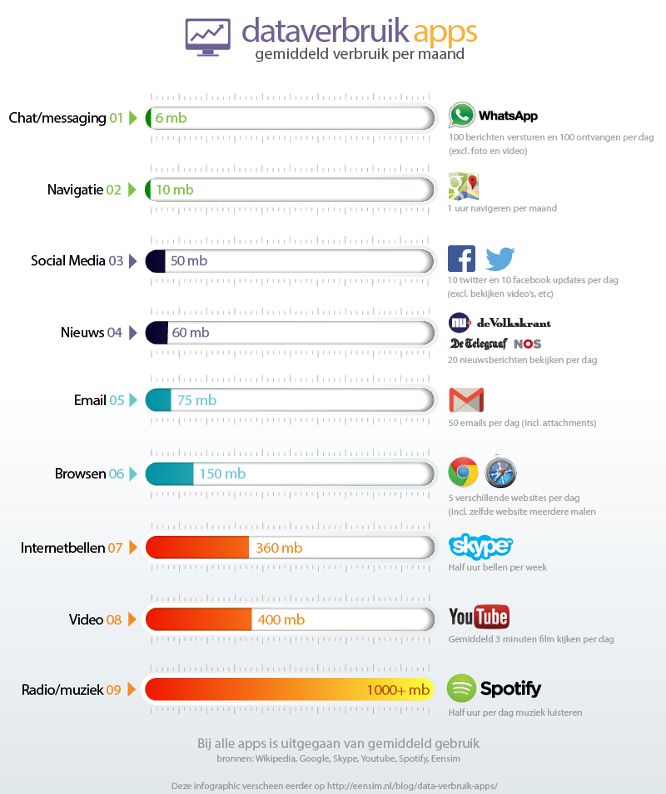 dataverbruik apps
gemiddeld verbruik per maand
Chat/messaging 01
6 mb
WhatsApp
100 berichten versturen en 100 ontvangen per dag
(excl. foto en video)
Navigatie 02
10 mb
g
1 uur navigeren per maand
Social Media 03
50 mb
f
10 twitter en 10 facebook updates per dag
(excl. bekijken video's, etc)
Nieuws 04
60 mb
nu
deVolkskrant
De Telegraaf NOS
20 nieuwsberichten bekijken per dag
Email 05
75 mb
50 emails per dag (incl. attachments)
Browsen 06
150 mb
5 verschillende websites per dag
(incl. zelfde website meerdere malen
Internetbellen 07
360 mb
skype
Half uur bellen per week
Video 08
400 mb
YouTube
Gemiddeld 3 minuten film kijken per dag
Radio/muziek 09
1000+ mb
Spotify
Half uur per dag muziek luisteren
Bij alle apps is uitgegaan van gemiddeld gebruik
bronnen: Wikipedia, Google, Skype, Youtube, Spotify, Eensim
Deze infographic verscheen eerder op http://eensim.nl/blog/data-verbruik-apps/